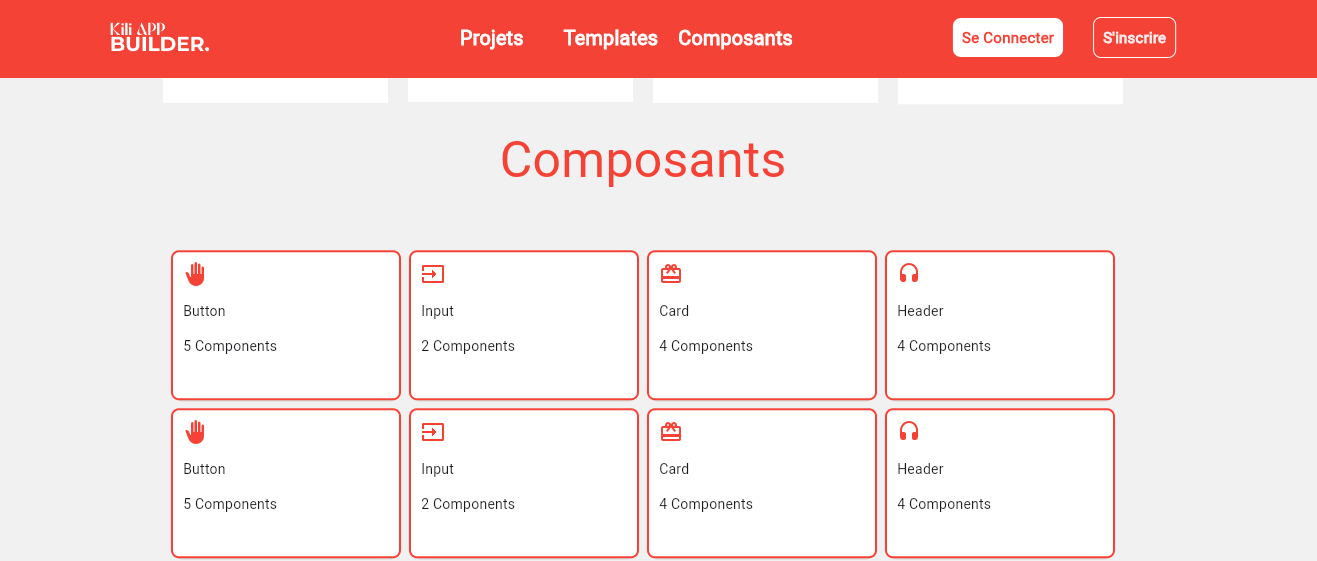 Kili APP
BUILDER.
Projets Templates Composants
Se Connecter S'inscrire
Composants
Button Input Card Header
5 Components 2 Components 4 Components 4 Components
Button Input Card Header
5 Components 2 Components 4 Components 4 Components